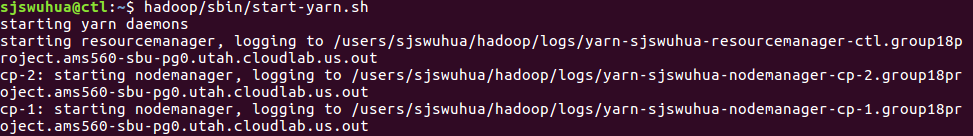 sjswuhua@ctl:~$ hadoop/sbin/start-yarn.sh
starting yarn daemons
starting resourcemanager, logging to /users/sjswuhua/hadoop/logs/yarn-sjswuhua-resourcemanager-ctl.group18p
roject.ams560-sbu-pg0.utah.cloudlab.us.out
cp-2: starting nodemanager, logging to /users/sjswuhua/hadoop/logs/yarn-sjswuhua-nodemanager-cp-2.group18pr
oject.ams560-sbu-pg0.utah.cloudlab.us.out
cp-1: starting nodemanager, logging to /users/sjswuhua/hadoop/logs/yarn-sjswuhua-nodemanager-cp-1.group18pr
oject.ams560-sbu-pg0.utah.cloudlab.us.out